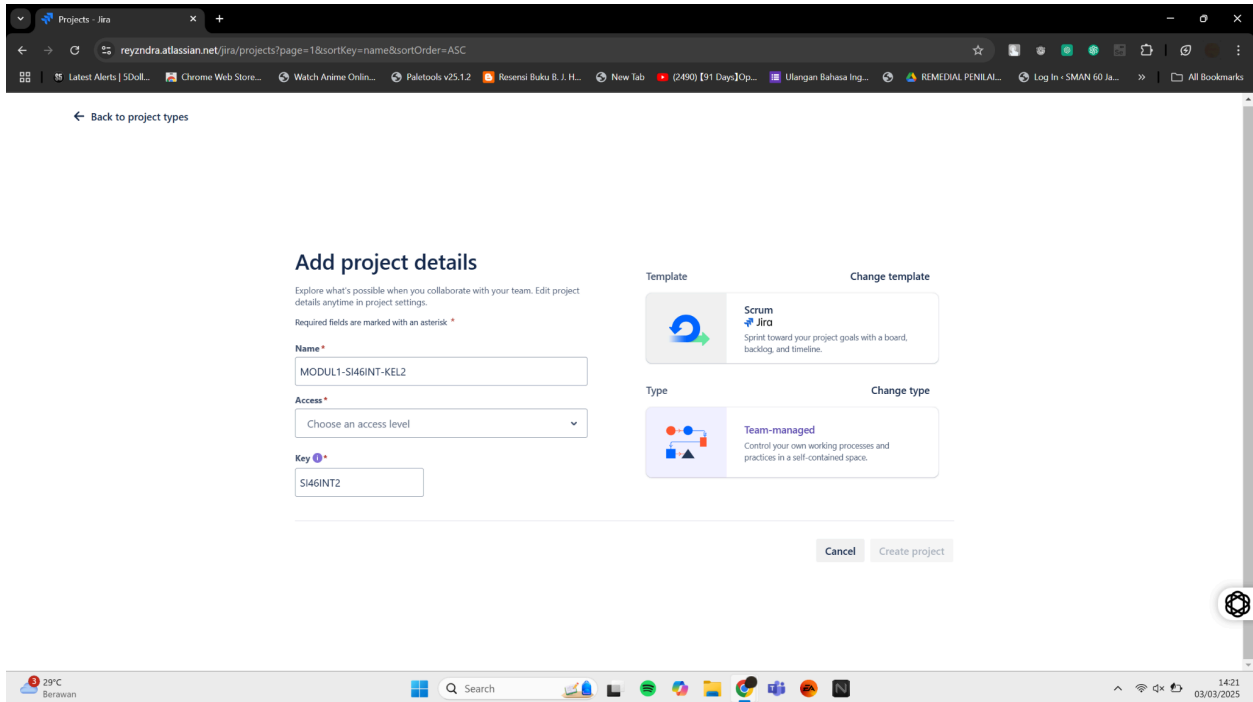 Projects - Jira
reyzndra.atlassian.net/jira/projects?page=1&sortKey=name&sortOrder=ASC
Latest Alerts | 5Doll...
Chrome Web Store...
Watch Anime Onlin...
Paletools v25.1.2
Resensi Buku B. J. H...
New Tab
(2490) [91 Days]Op...
Ulangan Bahasa Ing...
REMEDIAL PENILAI...
Log In ‹ SMAN 60 Ja...
»
All Bookmarks
Back to project types
Add project details
Explore what's possible when you collaborate with your team. Edit project
details anytime in project settings.
Required fields are marked with an asterisk *
Name *
MODUL1-SI46INT-KEL2
Access *
Choose an access level
Key *
SI46INT2
Template
Change template
Scrum
Jira
Sprint toward your project goals with a board,
backlog, and timeline.
Type
Change type
Team-managed
Control your own working processes and
practices in a self-contained space.
Cancel
Create project
3
29°C
Berawan
Search
14:21
03/03/2025